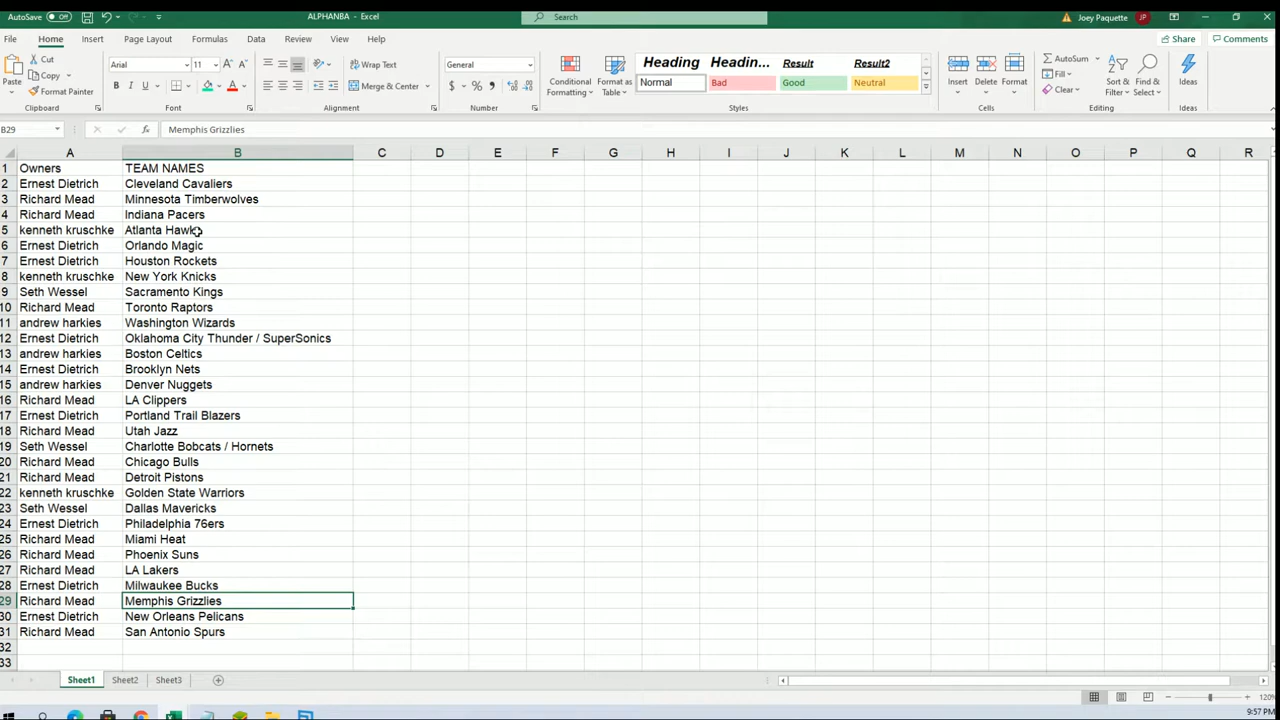 AutoSave Off ALPHANBA - Excel Search Joey Paquette JP
File Home Insert Page Layout Formulas Data Review View Help Share Comments
Paste Cut Copy Format Painter Clipboard
Arial 11 B I U A A A Font
Wrap Text Merge & Center Alignment
General $ % Number
Conditional Formatting Format as Table
Heading Headin... Result Result2
Normal Bad Good Neutral
Styles
Insert Delete Format Cells
AutoSum Fill Clear Sort & Filter Find & Select Editing
Ideas Ideas
B29 fx Memphis Grizzlies
A B C D E F G H I J K L M N O P Q R
1 Owners TEAM NAMES
2 Ernest Dietrich Cleveland Cavaliers
3 Richard Mead Minnesota Timberwolves
4 Richard Mead Indiana Pacers
5 kenneth kruschke Atlanta Hawks
6 Ernest Dietrich Orlando Magic
7 Ernest Dietrich Houston Rockets
8 kenneth kruschke New York Knicks
9 Seth Wessel Sacramento Kings
10 Richard Mead Toronto Raptors
11 andrew harkies Washington Wizards
12 Ernest Dietrich Oklahoma City Thunder / SuperSonics
13 andrew harkies Boston Celtics
14 Ernest Dietrich Brooklyn Nets
15 andrew harkies Denver Nuggets
16 Richard Mead LA Clippers
17 Ernest Dietrich Portland Trail Blazers
18 Richard Mead Utah Jazz
19 Seth Wessel Charlotte Bobcats / Hornets
20 Richard Mead Chicago Bulls
21 Richard Mead Detroit Pistons
22 kenneth kruschke Golden State Warriors
23 Seth Wessel Dallas Mavericks
24 Ernest Dietrich Philadelphia 76ers
25 Richard Mead Miami Heat
26 Richard Mead Phoenix Suns
27 Richard Mead LA Lakers
28 Ernest Dietrich Milwaukee Bucks
29 Richard Mead Memphis Grizzlies
30 Ernest Dietrich New Orleans Pelicans
31 Richard Mead San Antonio Spurs
32
33
Sheet1 Sheet2 Sheet3
120%
9:57 PM